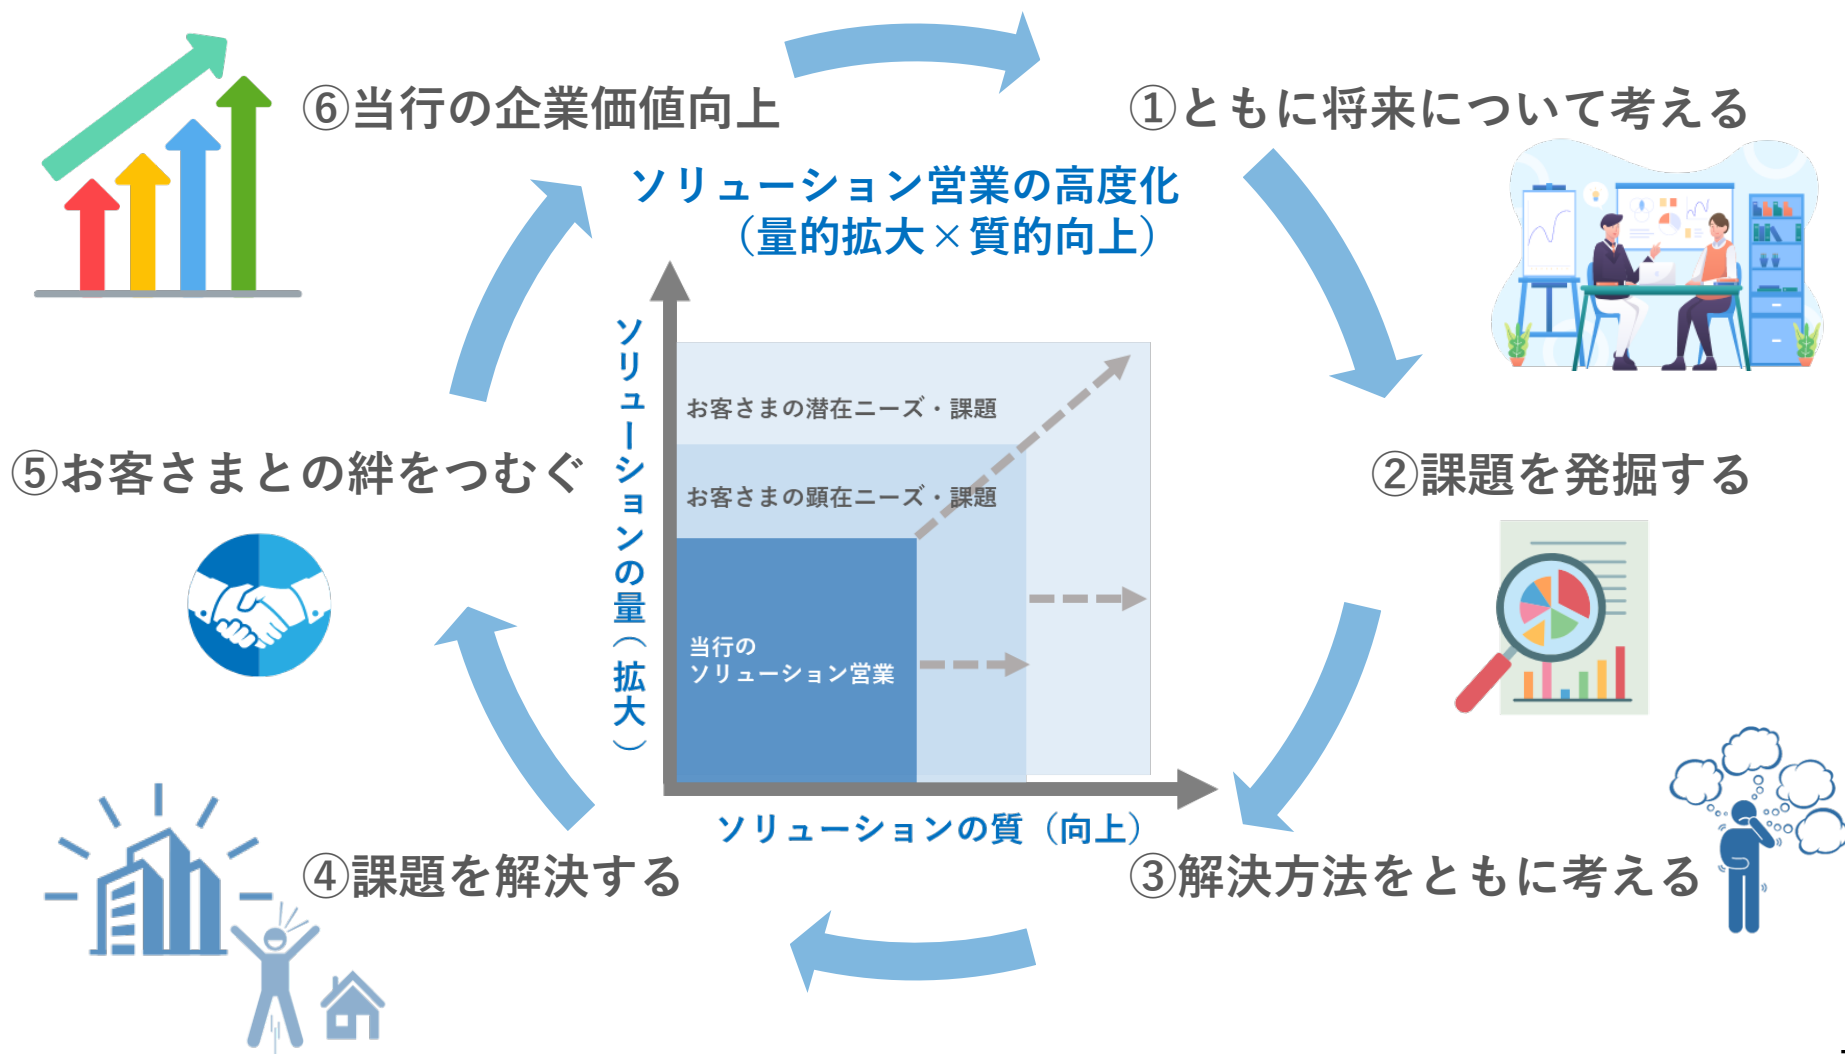 ⑥当行の企業価値向上
①ともに将来について考える
ソリューション営業の高度化
（量的拡大×質的向上）
ソリューションの量（拡大）
お客さまの潜在ニーズ・課題
お客さまの顕在ニーズ・課題
⑤お客さまとの絆をつむぐ
②課題を発掘する
当行の
ソリューション営業
ソリューションの質（向上）
④課題を解決する
③解決方法をともに考える